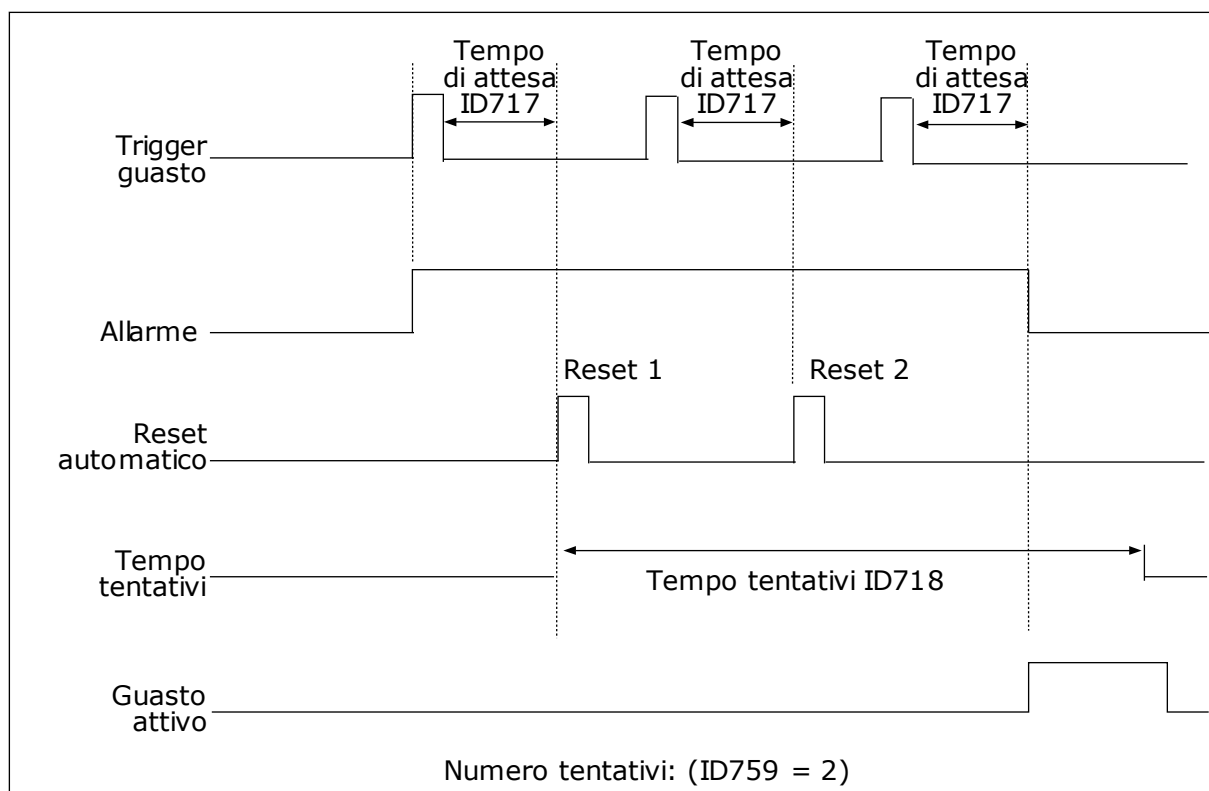 Tempo
di attesa
ID717
Tempo
di attesa
ID717
Tempo
di attesa
ID717
Trigger
guasto
Allarme
Reset 1
Reset 2
Reset
automatico
Tempo
tentativi
Tempo tentativi ID718
Guasto
attivo
Numero tentativi: (ID759 = 2)